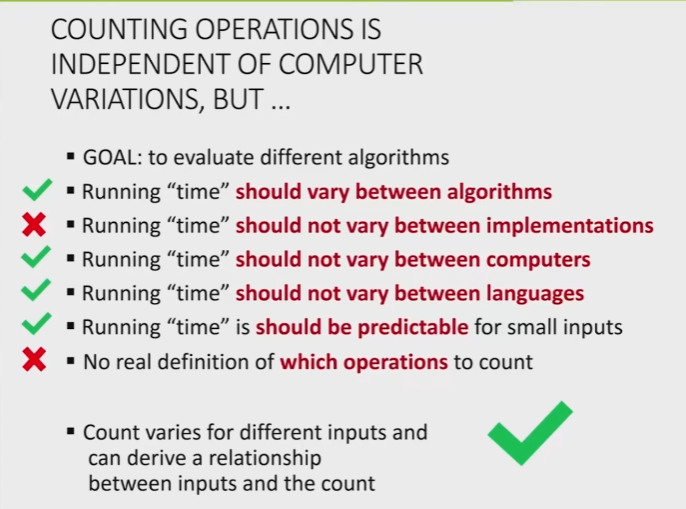 COUNTING OPERATIONS IS
INDEPENDENT OF COMPUTER
VARIATIONS, BUT ...
▪ GOAL: to evaluate different algorithms
▪ Running “time” should vary between algorithms
▪ Running “time” should not vary between implementations
▪ Running “time” should not vary between computers
▪ Running “time” should not vary between languages
▪ Running “time” is should be predictable for small inputs
▪ No real definition of which operations to count
▪ Count varies for different inputs and
can derive a relationship
between inputs and the count